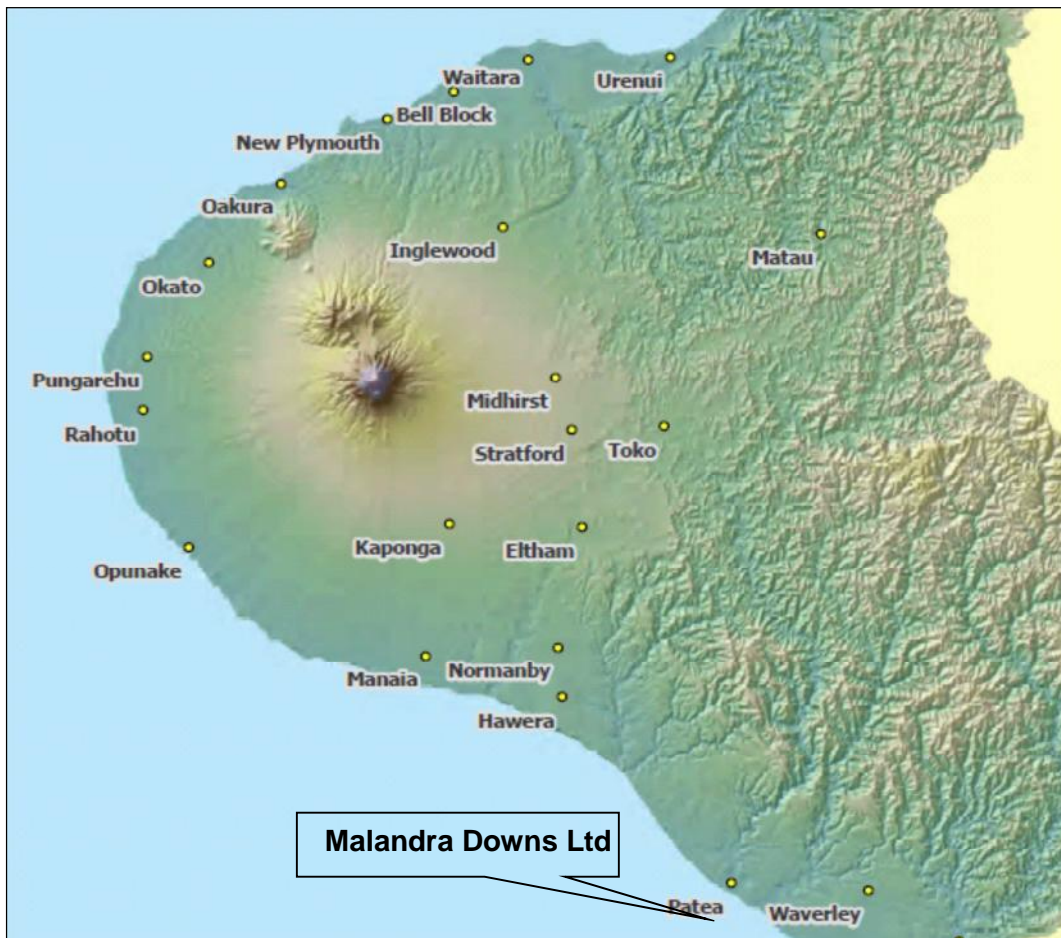 Waitara
Urenui
Bell Block
New Plymouth
Oakura
Inglewood
Matau
Okato
Pungarehu
Midhirst
Rahotu
Stratford
Toko
Kaponga
Eltham
Opunake
Normanby
Manaia
Hawera
Malandra Downs Ltd
Patea
Waverley